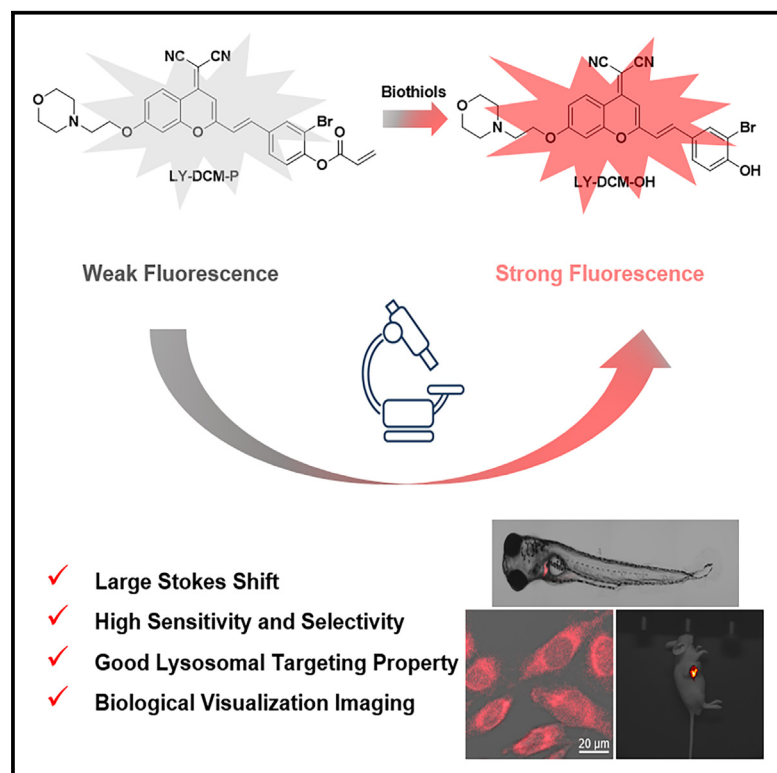 NC CN
O
N
O
O
Br
O
O
LY-DCM-P
Biothiols
NC CN
O
N
O
O
Br
OH
LY-DCM-OH
Weak Fluorescence
Strong Fluorescence
✓ Large Stokes Shift
✓ High Sensitivity and Selectivity
✓ Good Lysosomal Targeting Property
✓ Biological Visualization Imaging
20 μm